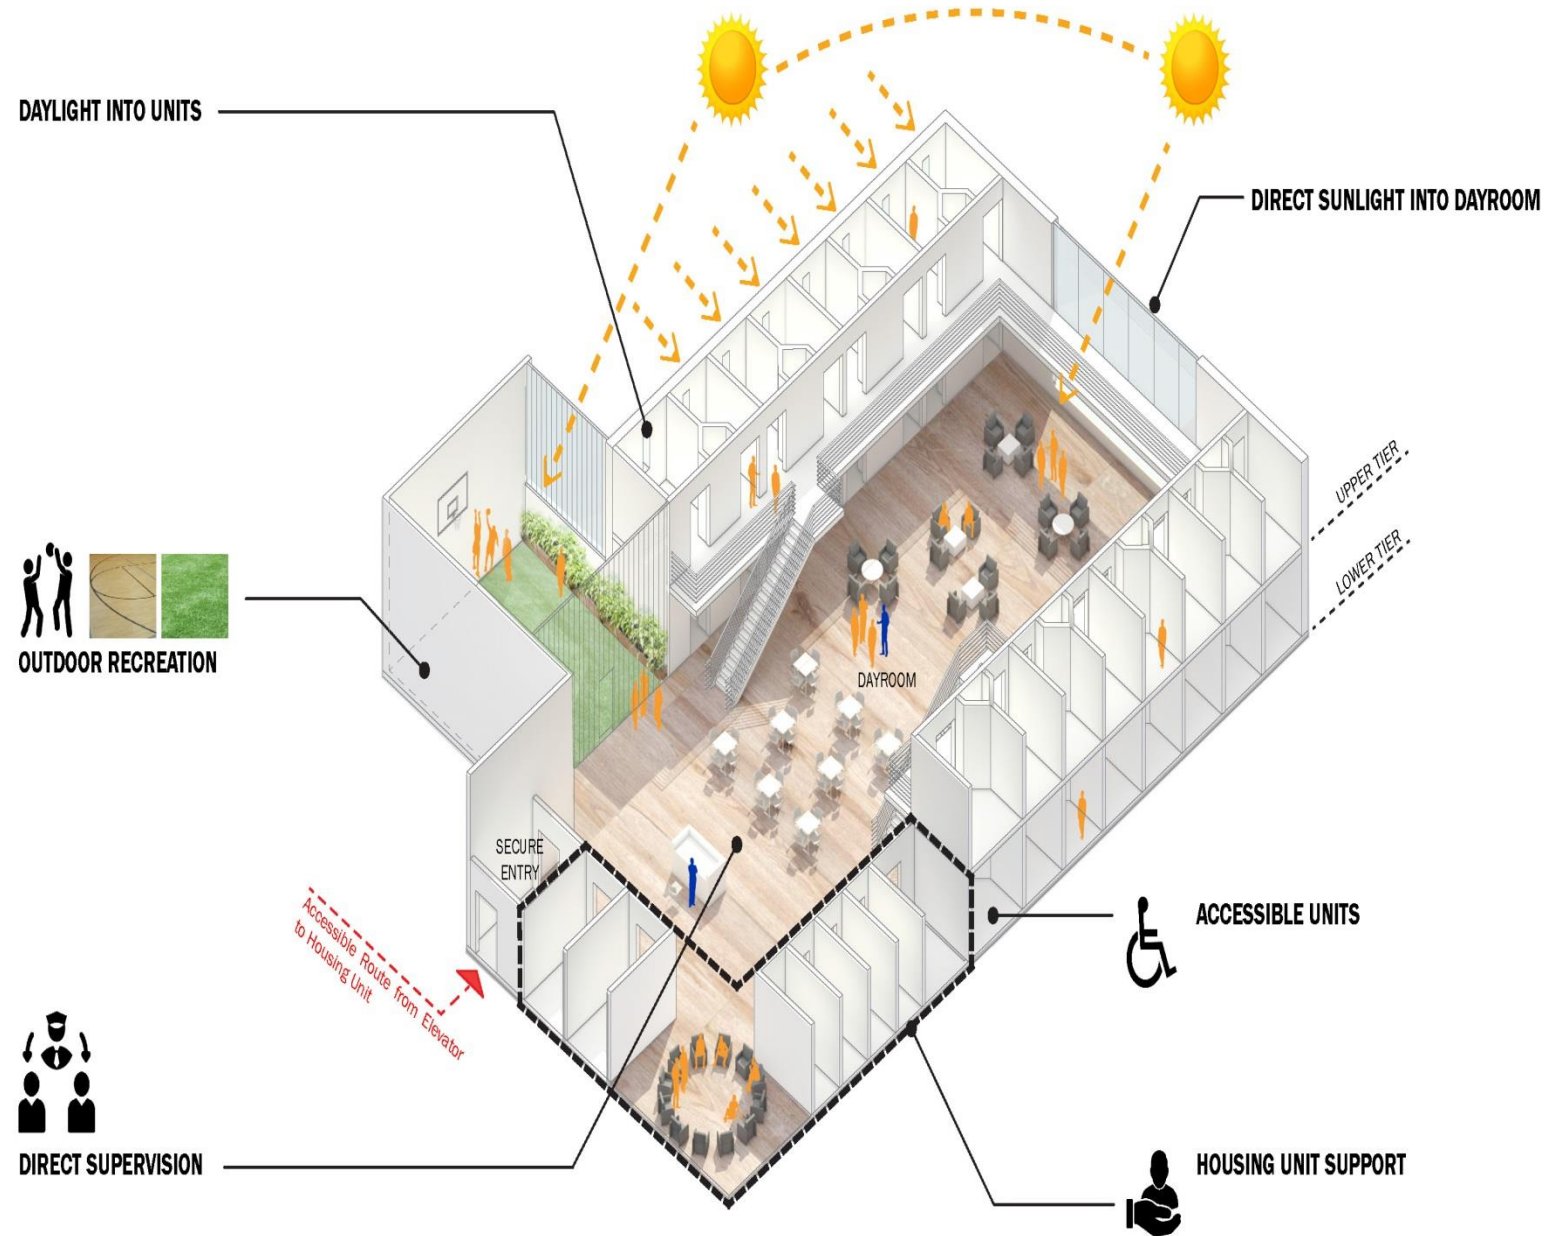 DAYLIGHT INTO UNITS
DIRECT SUNLIGHT INTO DAYROOM
UPPER TIER
LOWER TIER
OUTDOOR RECREATION
DAYROOM
SECURE
ENTRY
Accessible Route from Elevator
to Housing Unit
ACCESSIBLE UNITS
DIRECT SUPERVISION
HOUSING UNIT SUPPORT